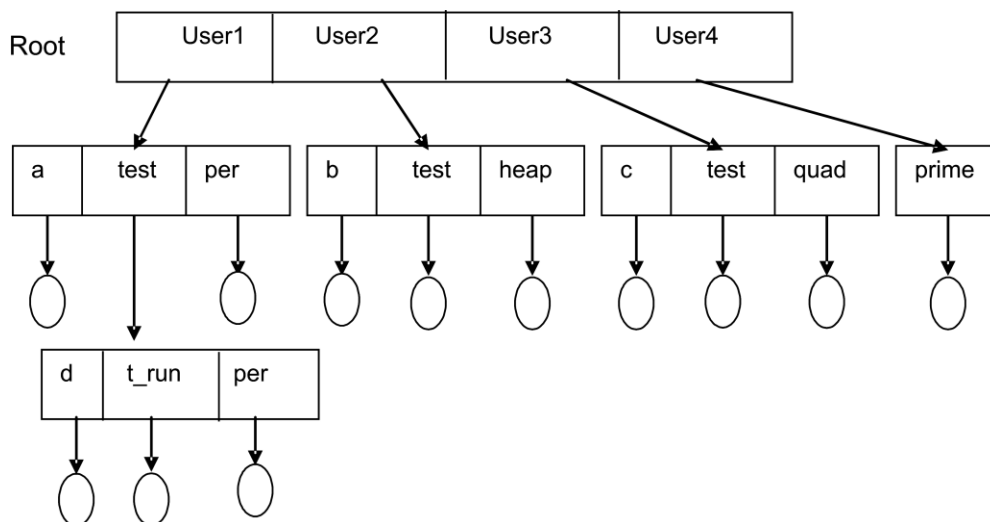 Root User1 User2 User3 User4
a test per b test heap c test quad prime
d t_run per